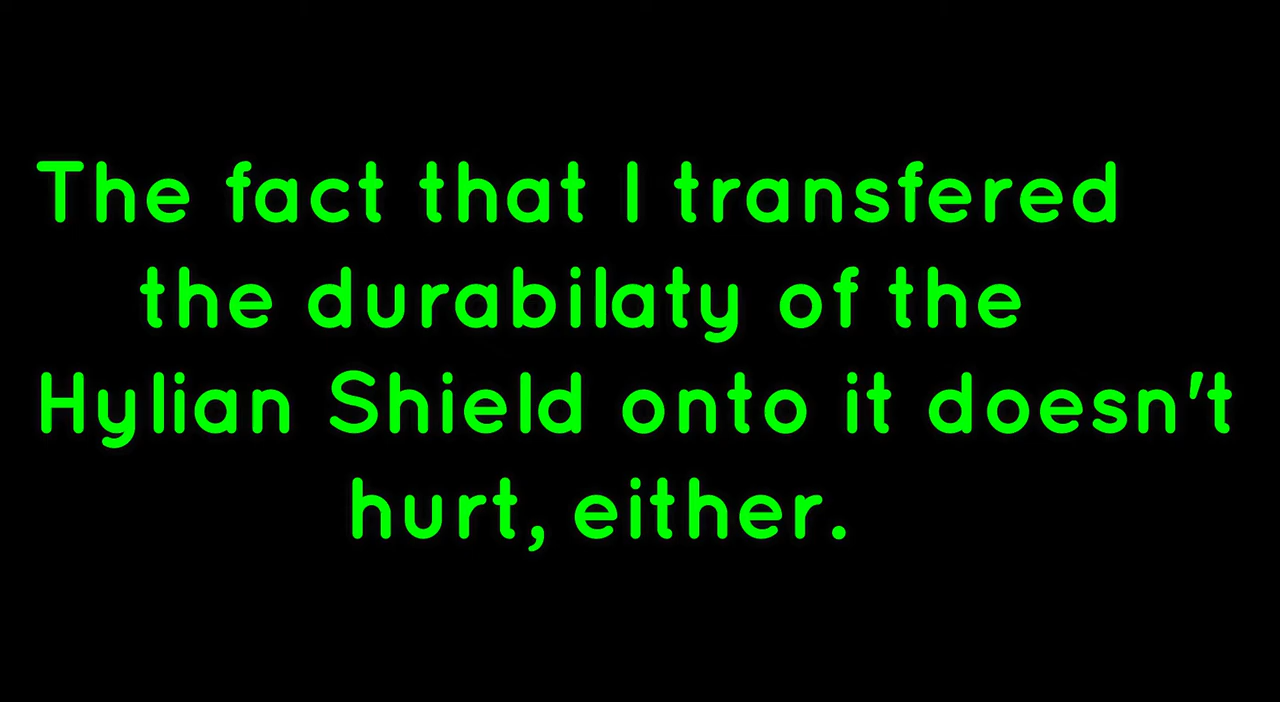 The fact that I transfered
the durabilaty of the
Hylian Shield onto it doesn't
hurt, either.